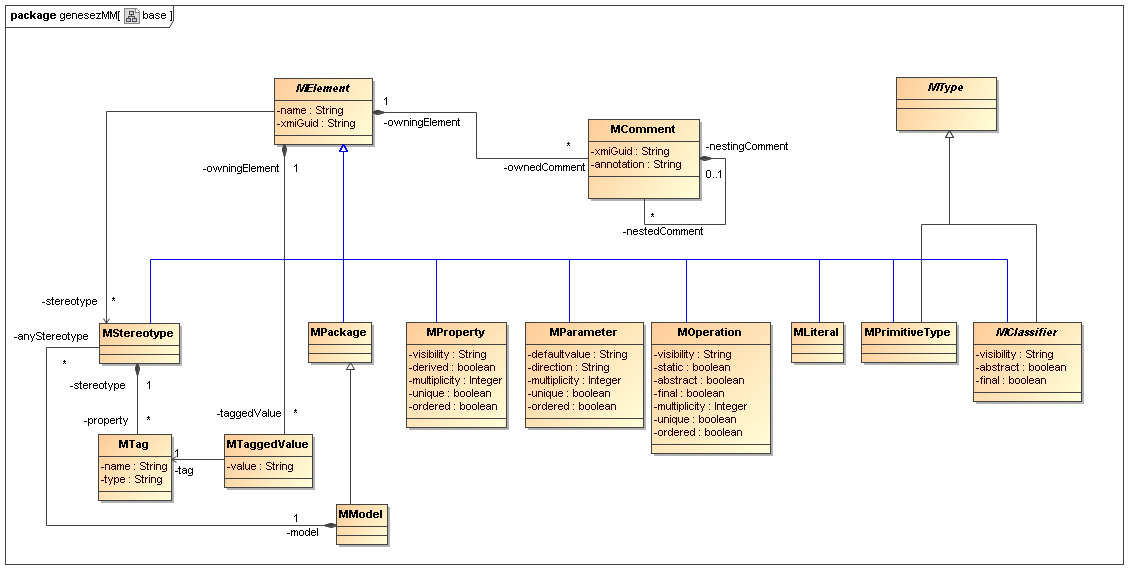 package genesezMM[ base ]
MElement
-name : String
-xmiGuid : String
1
-owningElement
-owningElement
1
*
-ownedComment
MComment
-xmiGuid : String
-annotation : String
-nestingComment
0..1
*
-nestedComment
MType
-stereotype
*
-anyStereotype
*
MStereotype
-stereotype
1
-property
*
MTag
-name : String
-type : String
1
-tag
-taggedValue
*
MTaggedValue
-value : String
MPackage
MModel
1
-model
MProperty
-visibility : String
-derived : boolean
-multiplicity : Integer
-unique : boolean
-ordered : boolean
MParameter
-defaultvalue : String
-direction : String
-multiplicity : Integer
-unique : boolean
-ordered : boolean
MOperation
-visibility : String
-static : boolean
-abstract : boolean
-final : boolean
-multiplicity : Integer
-unique : boolean
-ordered : boolean
MLiteral
MPrimitiveType
MClassifier
-visibility : String
-abstract : boolean
-final : boolean